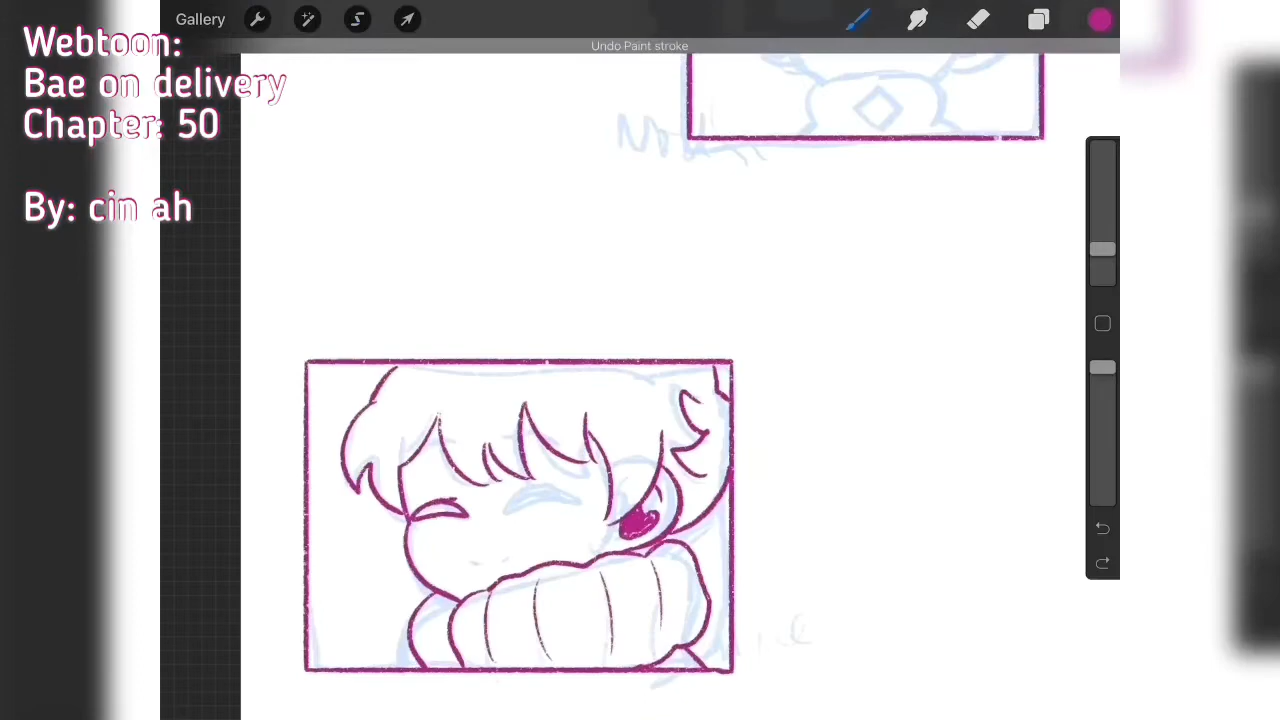 Gallery
Undo Paint stroke
Webtoon:
Bae on delivery
Chapter: 50
By: cin ah